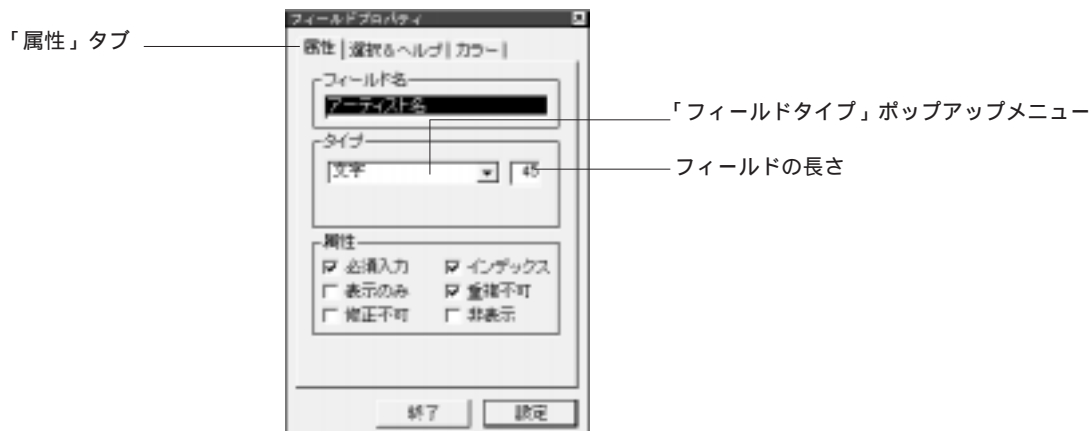 フィールドプロパティ
「属性」タブ
属性 選択&ヘルプ カラー
フィールド名
アーティスト名
「フィールドタイプ」ポップアップメニュー
タイプ
文字 45
フィールドの長さ
属性
必須入力 インデックス
表示のみ 重複不可
修正不可 非表示
終了 設定